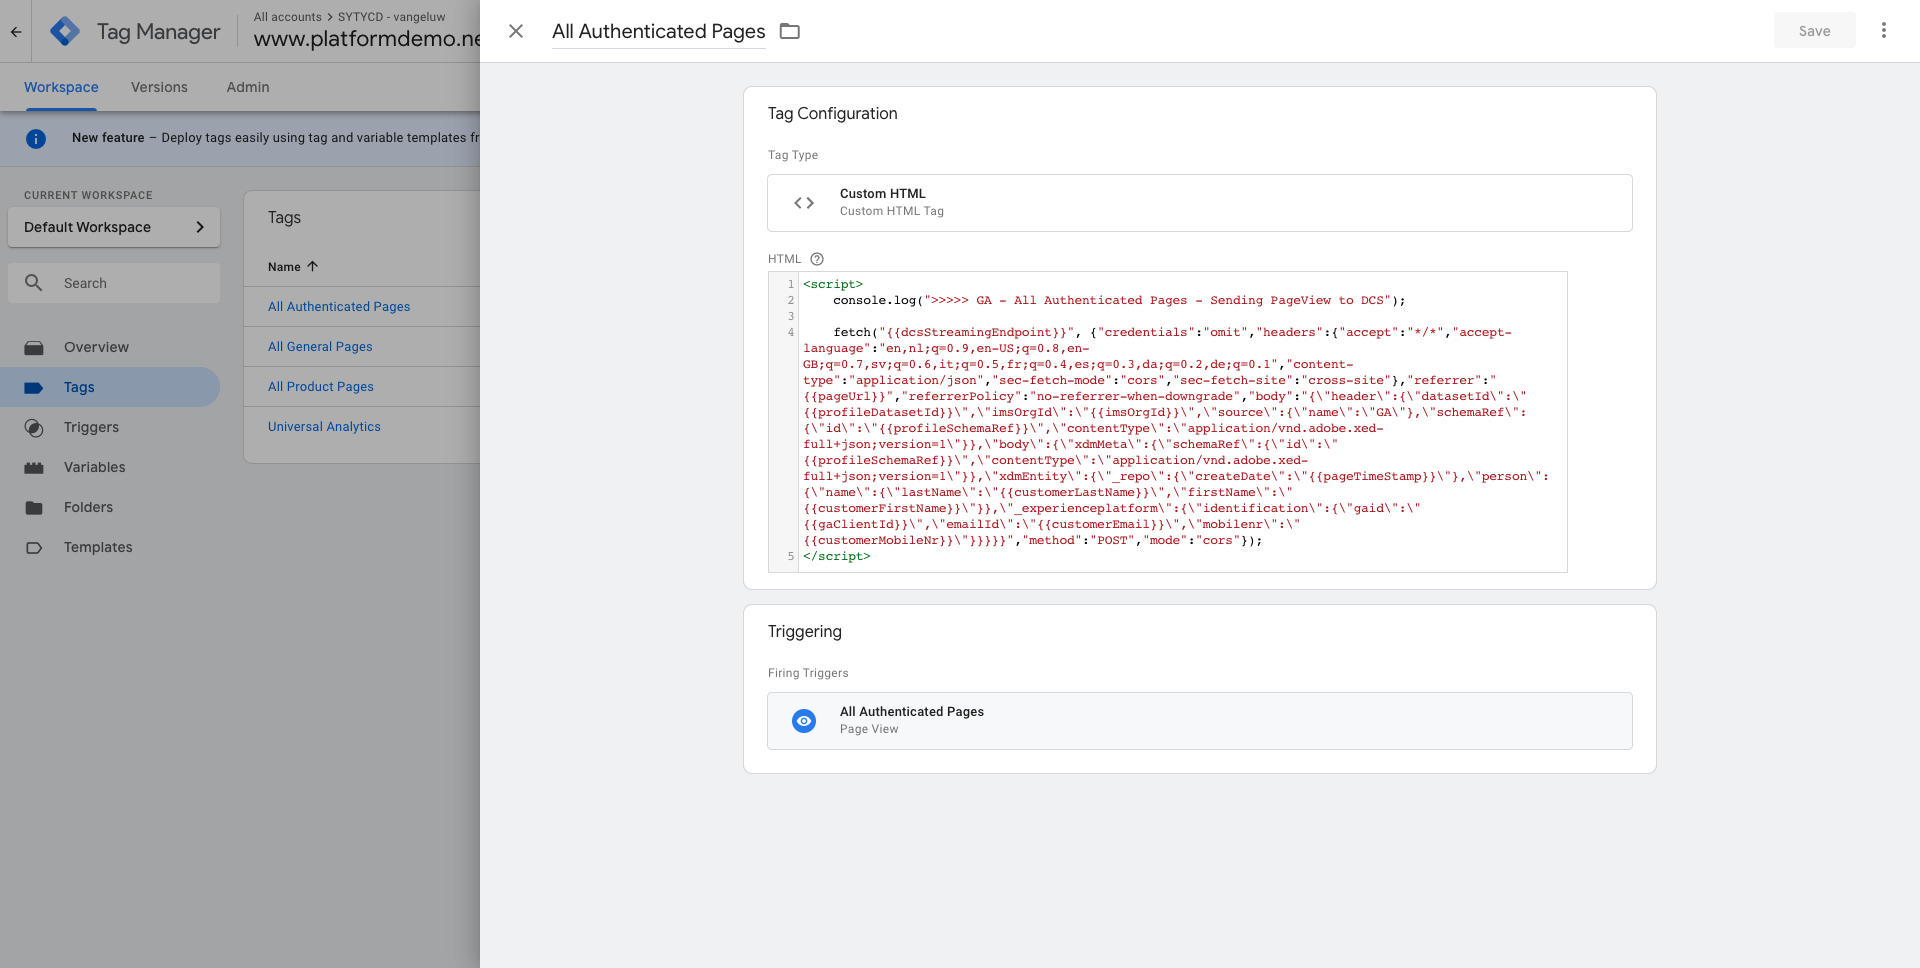 Tag Manager
All accounts > SYTYCD - vangeluw
www.platformdemo.ne
Workspace
Versions
Admin
New feature – Deploy tags easily using tag and variable templates fr
CURRENT WORKSPACE
Default Workspace
Search
Overview
Tags
Triggers
Variables
Folders
Templates
Tags
Name
All Authenticated Pages
All General Pages
All Product Pages
Universal Analytics
All Authenticated Pages
Save
Tag Configuration
Tag Type
Custom HTML
Custom HTML Tag
HTML
1 <script>
2 console.log(">>>>> GA - All Authenticated Pages - Sending PageView to DCS");
3
4 fetch("{{dcsStreamingEndpoint}}", {"credentials":"omit","headers":{"accept":"*/*","accept-
language":"en,nl;q=0.9,en-US;q=0.8,en-
GB;q=0.7,sv;q=0.6,it;q=0.5,fr;q=0.4,es;q=0.3,da;q=0.2,de;q=0.1","content-
type":"application/json","sec-fetch-mode":"cors","sec-fetch-site":"cross-site"},"referrer":"
{{pageUrl}}","referrerPolicy":"no-referrer-when-downgrade","body":"{\"header\":{\"datasetId\":\"
{{profileDatasetId}}\",\"imsOrgId\":\"{{imsOrgId}}\",\"source\":{\"name\":\"GA\"},\"schemaRef\":
{\"id\":\"{{profileSchemaRef}}\",\"contentType\":\"application/vnd.adobe.xed-
full+json;version=1\"}},\"body\":{\"xdmMeta\":{\"schemaRef\":{\"id\":\"
{{profileSchemaRef}}\",\"contentType\":\"application/vnd.adobe.xed-
full+json;version=1\"}},\"xdmEntity\":{\"_repo\":{\"createDate\":\"{{pageTimeStamp}}\"},\"person\":
{\"name\":{\"lastName\":\"{{customerLastName}}\",\"firstName\":\"
{{customerFirstName}}\"}},\"_experienceplatform\":{\"identification\":{\"gaid\":\"
{{gaClientId}}\",\"emailId\":\"{{customerEmail}}\",\"mobilenr\":\"
{{customerMobileNr}}\"}}}}}","method":"POST","mode":"cors"});
5 </script>
Triggering
Firing Triggers
All Authenticated Pages
Page View